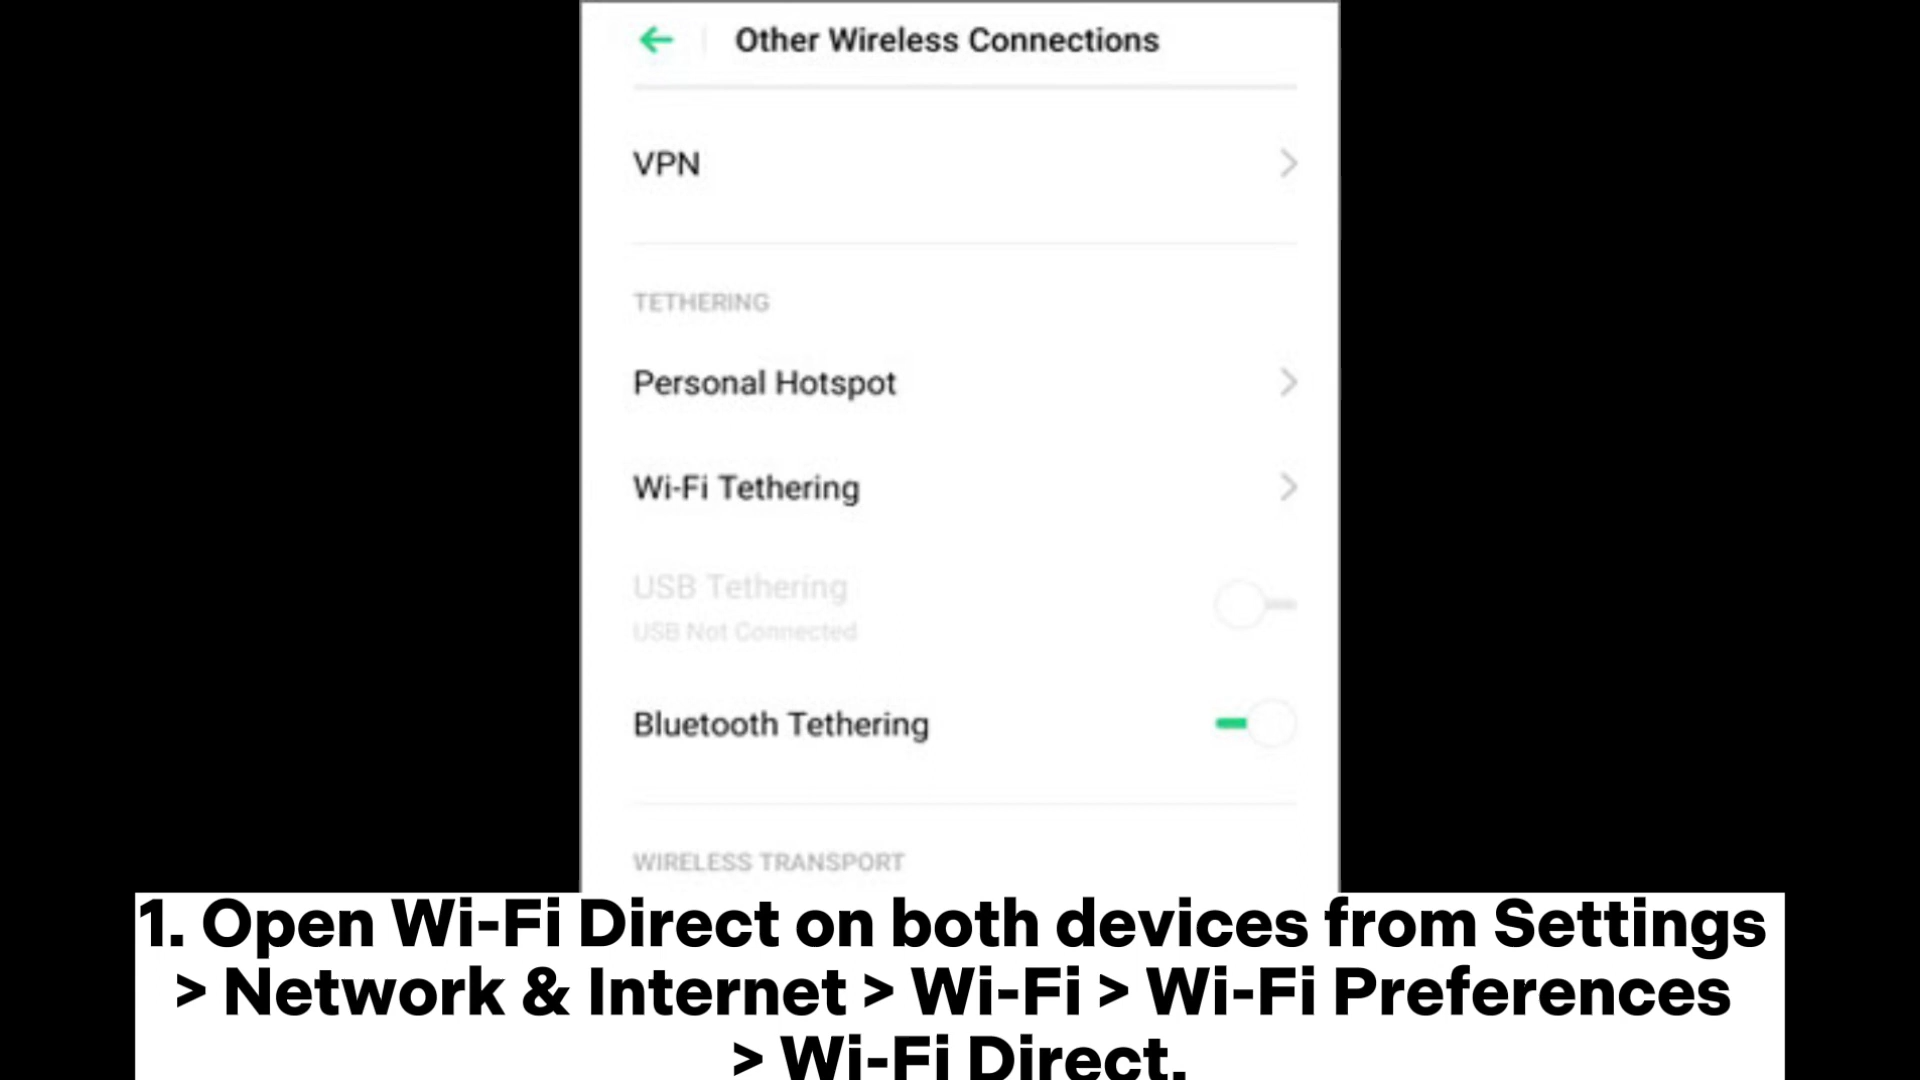 Other Wireless Connections
VPN
TETHERING
Personal Hotspot
Wi-Fi Tethering
USB Tethering
USB Not Connected
Bluetooth Tethering
WIRELESS TRANSPORT
1. Open Wi-Fi Direct on both devices from Settings
> Network & Internet > Wi-Fi > Wi-Fi Preferences
> Wi-Fi Direct.